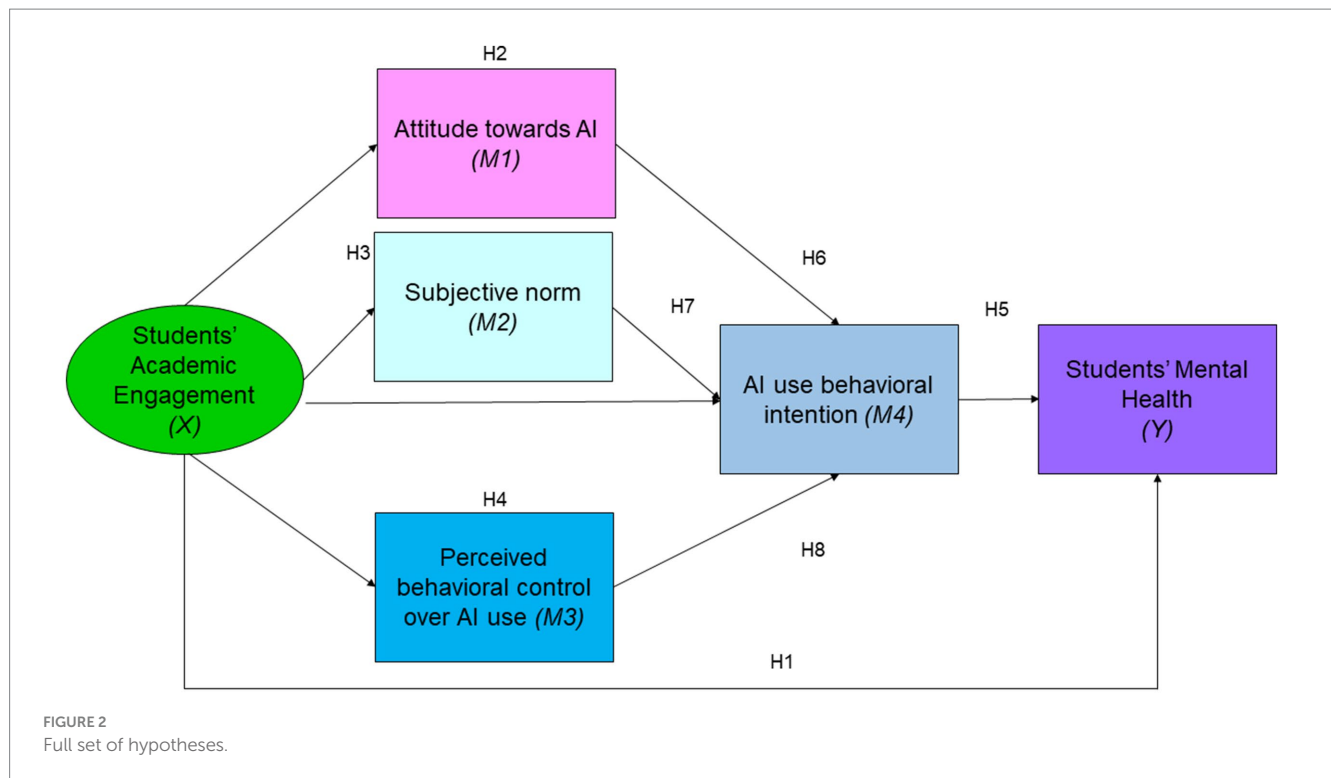 H2
Attitude towards AI
(M1)
H3
Subjective norm
(M2)
H6
H7
H5
Students'
Academic
Engagement
(X)
AI use behavioral
intention (M4)
Students' Mental
Health
(Y)
H4
Perceived
behavioral control
over AI use (M3)
H8
H1
FIGURE 2
Full set of hypotheses.